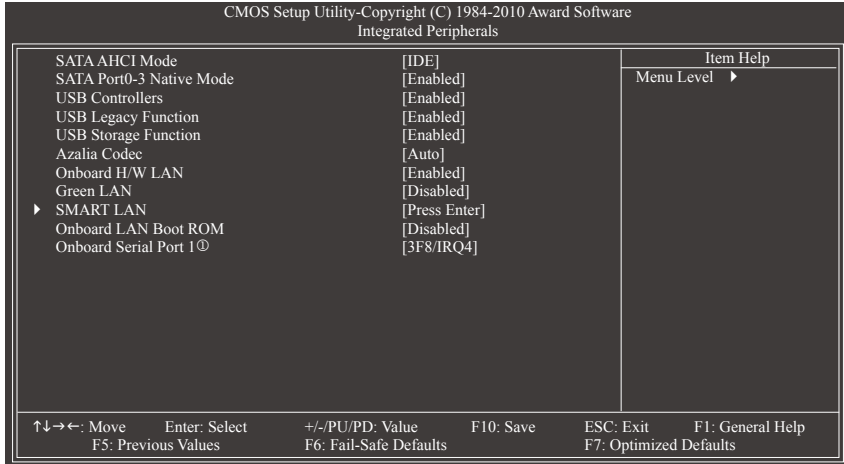 CMOS Setup Utility-Copyright (C) 1984-2010 Award Software
Integrated Peripherals
SATA AHCI Mode [IDE]
SATA Port0-3 Native Mode [Enabled]
USB Controllers [Enabled]
USB Legacy Function [Enabled]
USB Storage Function [Enabled]
Azalia Codec [Auto]
Onboard H/W LAN [Enabled]
Green LAN [Disabled]
▶ SMART LAN [Press Enter]
Onboard LAN Boot ROM [Disabled]
Onboard Serial Port 1① [3F8/IRQ4]
Item Help
Menu Level ▶
↑↓→←: Move Enter: Select +/-/PU/PD: Value F10: Save ESC: Exit F1: General Help
F5: Previous Values F6: Fail-Safe Defaults F7: Optimized Defaults